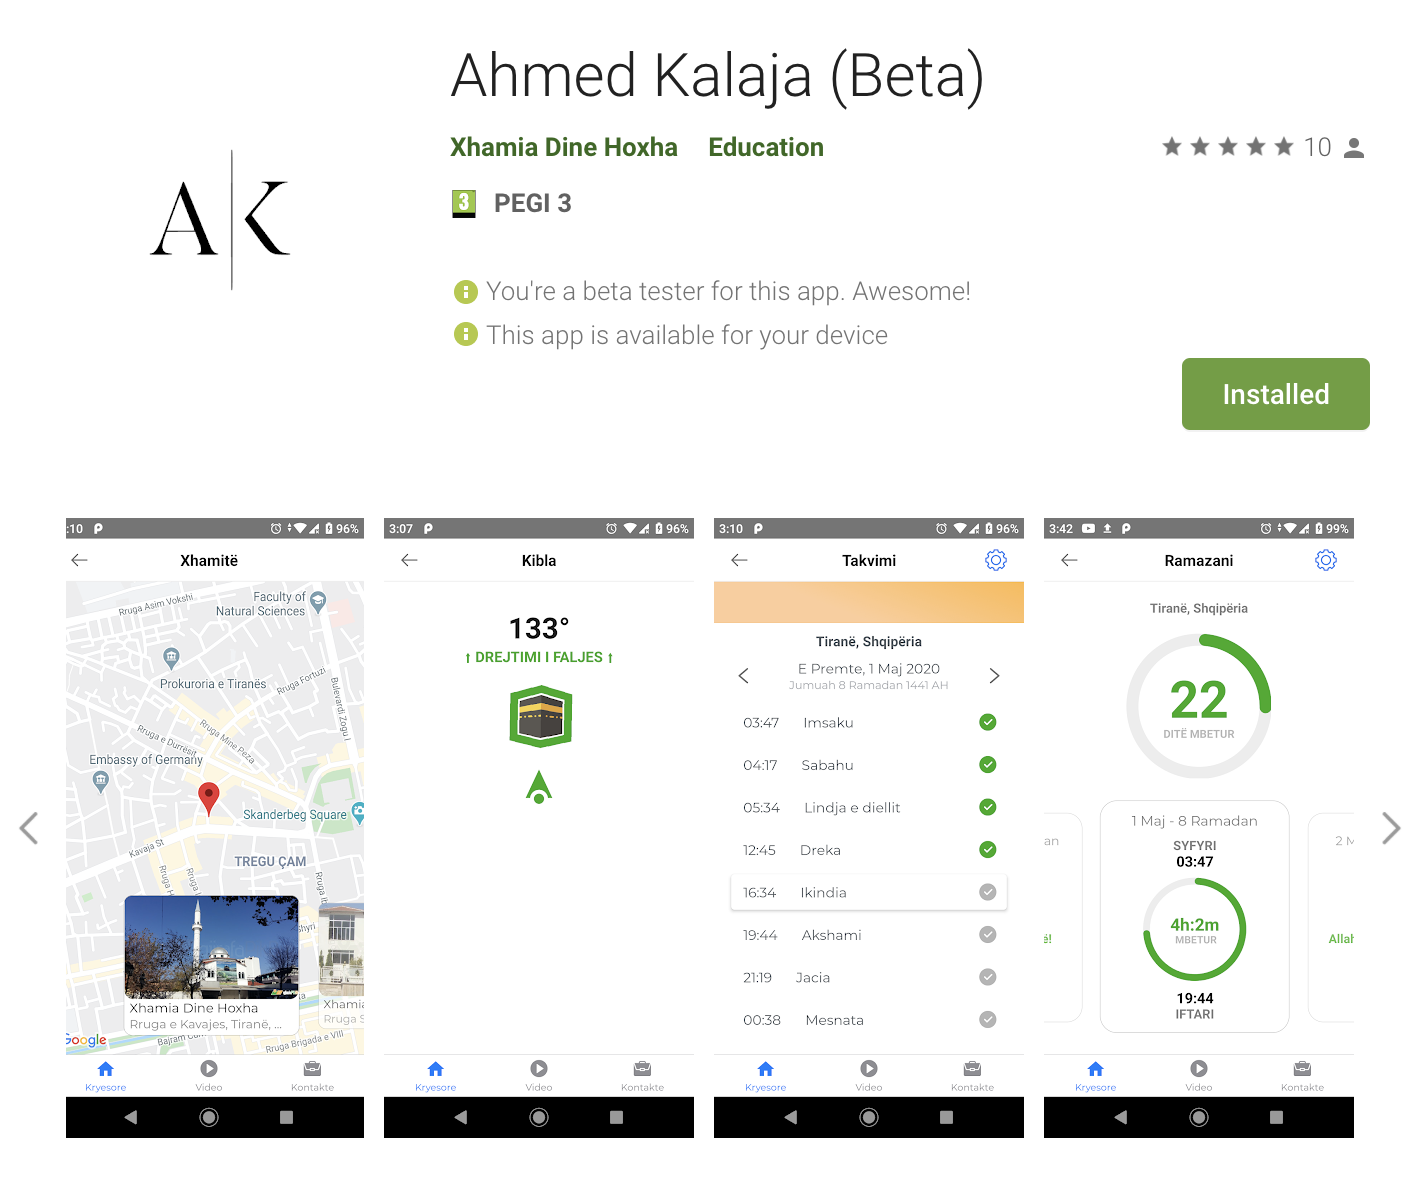 Ahmed Kalaja (Beta)
Xhamia Dine Hoxha Education
10
3 PEGI 3
You're a beta tester for this app. Awesome!
This app is available for your device
Installed
A K
:10 96%
Xhamitë
Rruga Asim Vokshi
Faculty of
Natural Sciences
Prokuroria e Tiranës
Rruga Fortuzi
Bulevardi Zogu I
Rruga Mine Peza
Rruga e Durrësit
Embassy of Germany
Skanderbeg Square
Kavaja St
TREGU ÇAM
Xhamia Dine Hoxha
Rruga e Kavajes, Tiranë, ...
Xhamia
Rruga S
Google
Bajram
Rruga Brigada e VIII
Kryesore Video Kontakte
3:07 96%
Kibla
133°
↑ DREJTIMI I FALJES ↑
Kryesore Video Kontakte
3:10 96%
Takvimi
Tiranë, Shqipëria
E Premte, 1 Maj 2020
Jumuah 8 Ramadan 1441 AH
03:47 Imsaku
04:17 Sabahu
05:34 Lindja e diellit
12:45 Dreka
16:34 Ikindia
19:44 Akshami
21:19 Jacia
00:38 Mesnata
Kryesore Video Kontakte
3:42 99%
Ramazani
Tiranë, Shqipëria
22
DITË MBETUR
1 Maj - 8 Ramadan
SYFYRI
03:47
4h:2m
MBETUR
19:44
IFTARI
an
ë!
2 M
Allah
Kryesore Video Kontakte